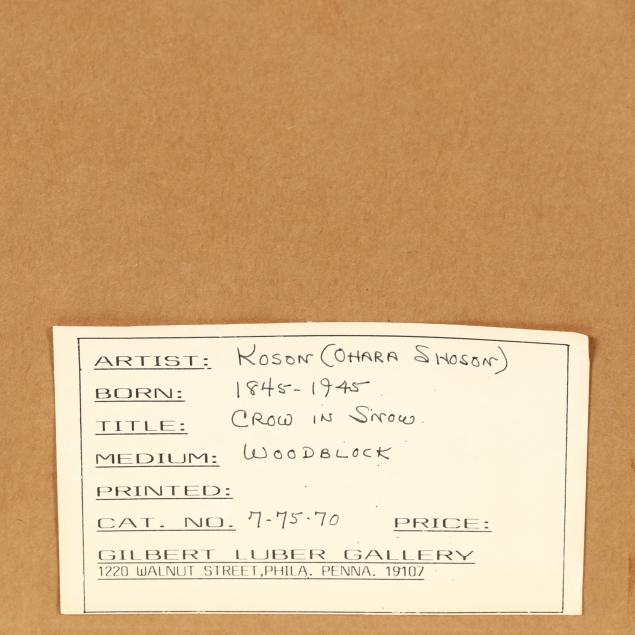 ARTIST: KOSON (OHARA SHOSON)
BORN: 1845-1945
TITLE: CROW IN SNOW
MEDIUM: WOODBLOCK
PRINTED:
CAT. NO. 7-75-70 PRICE:
GILBERT LUBER GALLERY
1220 WALNUT STREET,PHILA. PENNA. 19107